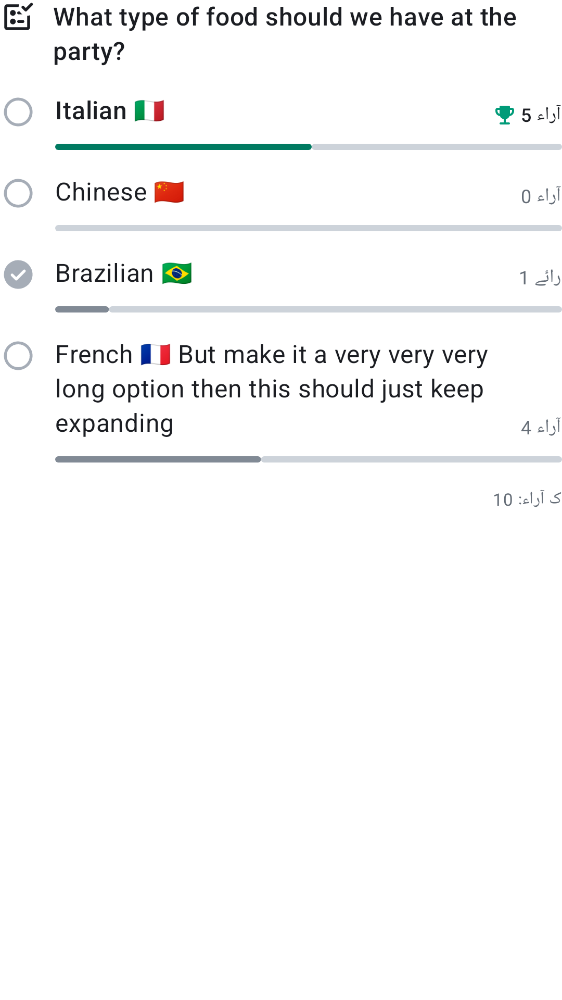 What type of food should we have at the
party?
Italian 🇮🇹
5 آراء
Chinese 🇨🇳
0 آراء
Brazilian 🇧🇷
1 رائے
French 🇫🇷 But make it a very very very
long option then this should just keep
expanding
4 آراء
ک آراء: 10